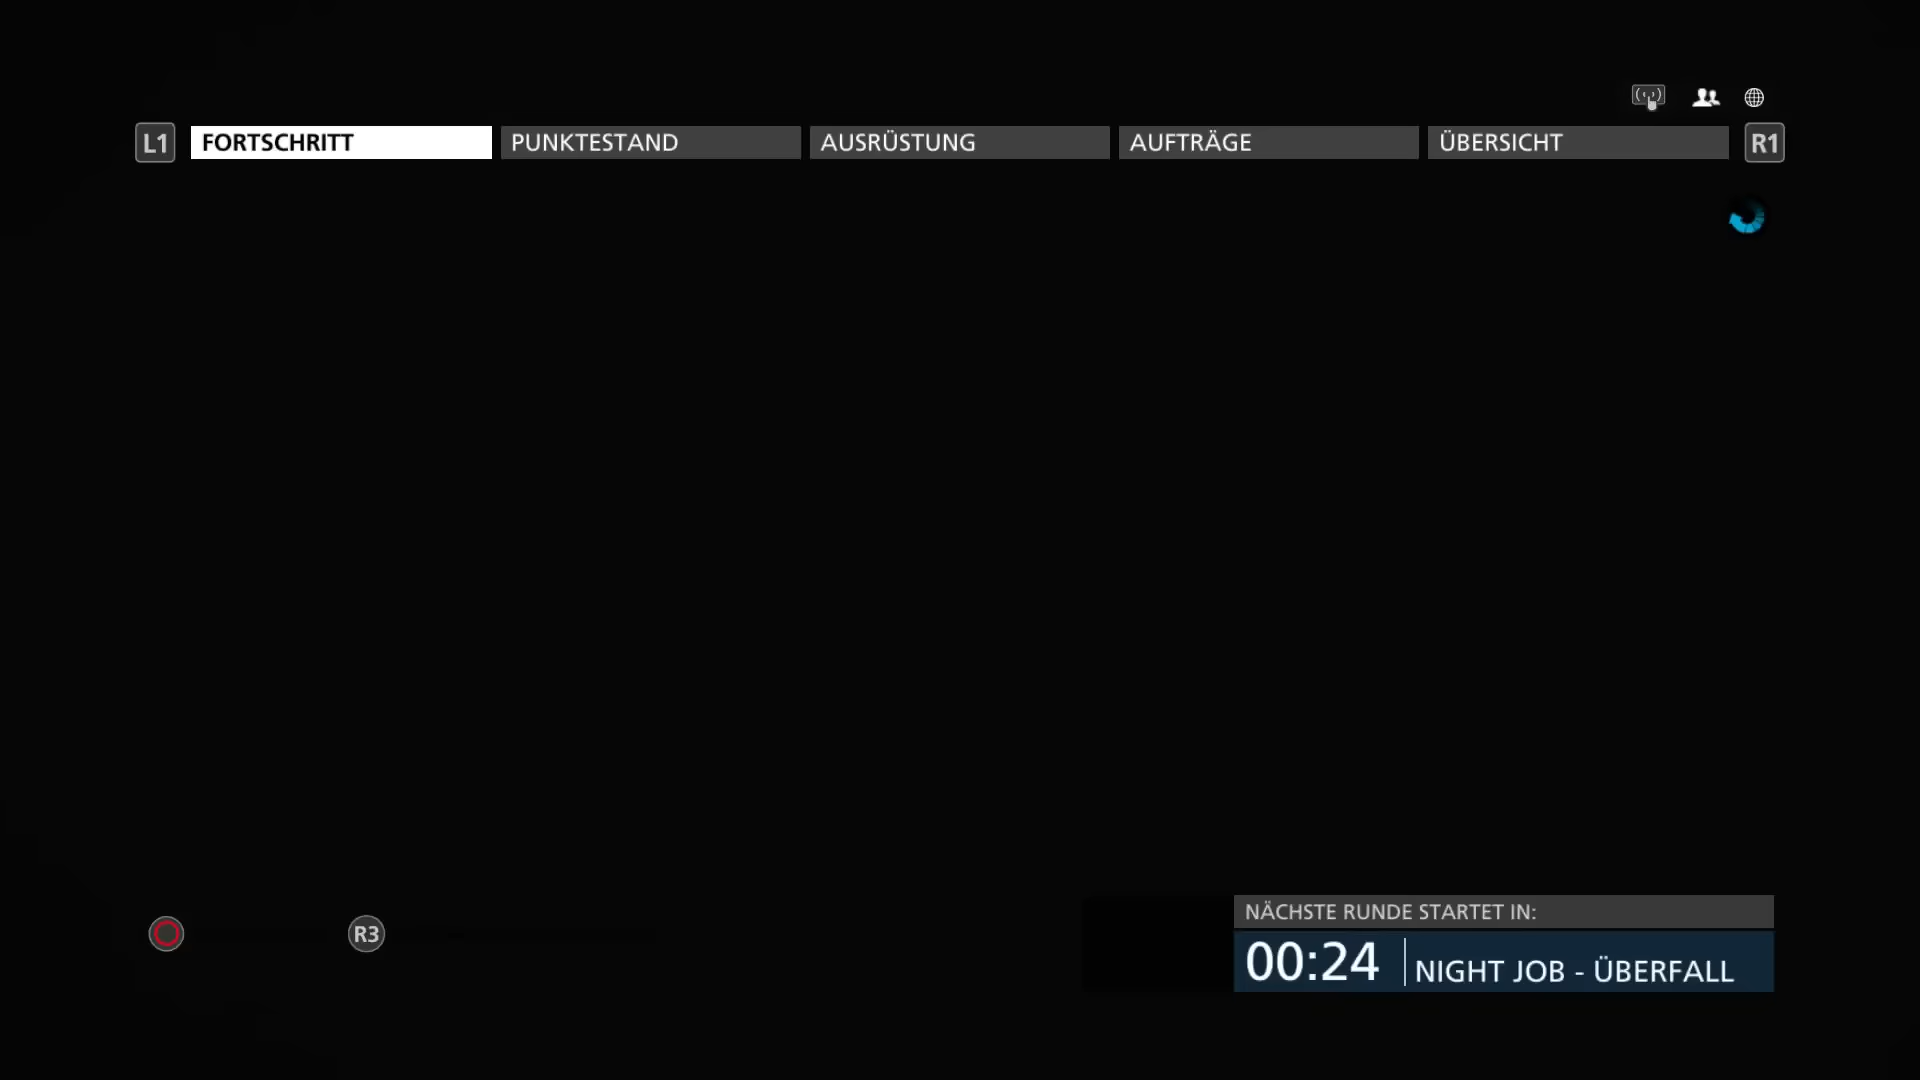 L1 FORTSCHRITT PUNKTESTAND AUSRÜSTUNG AUFTRÄGE ÜBERSICHT R1
R3
NÄCHSTE RUNDE STARTET IN:
00:24 NIGHT JOB - ÜBERFALL